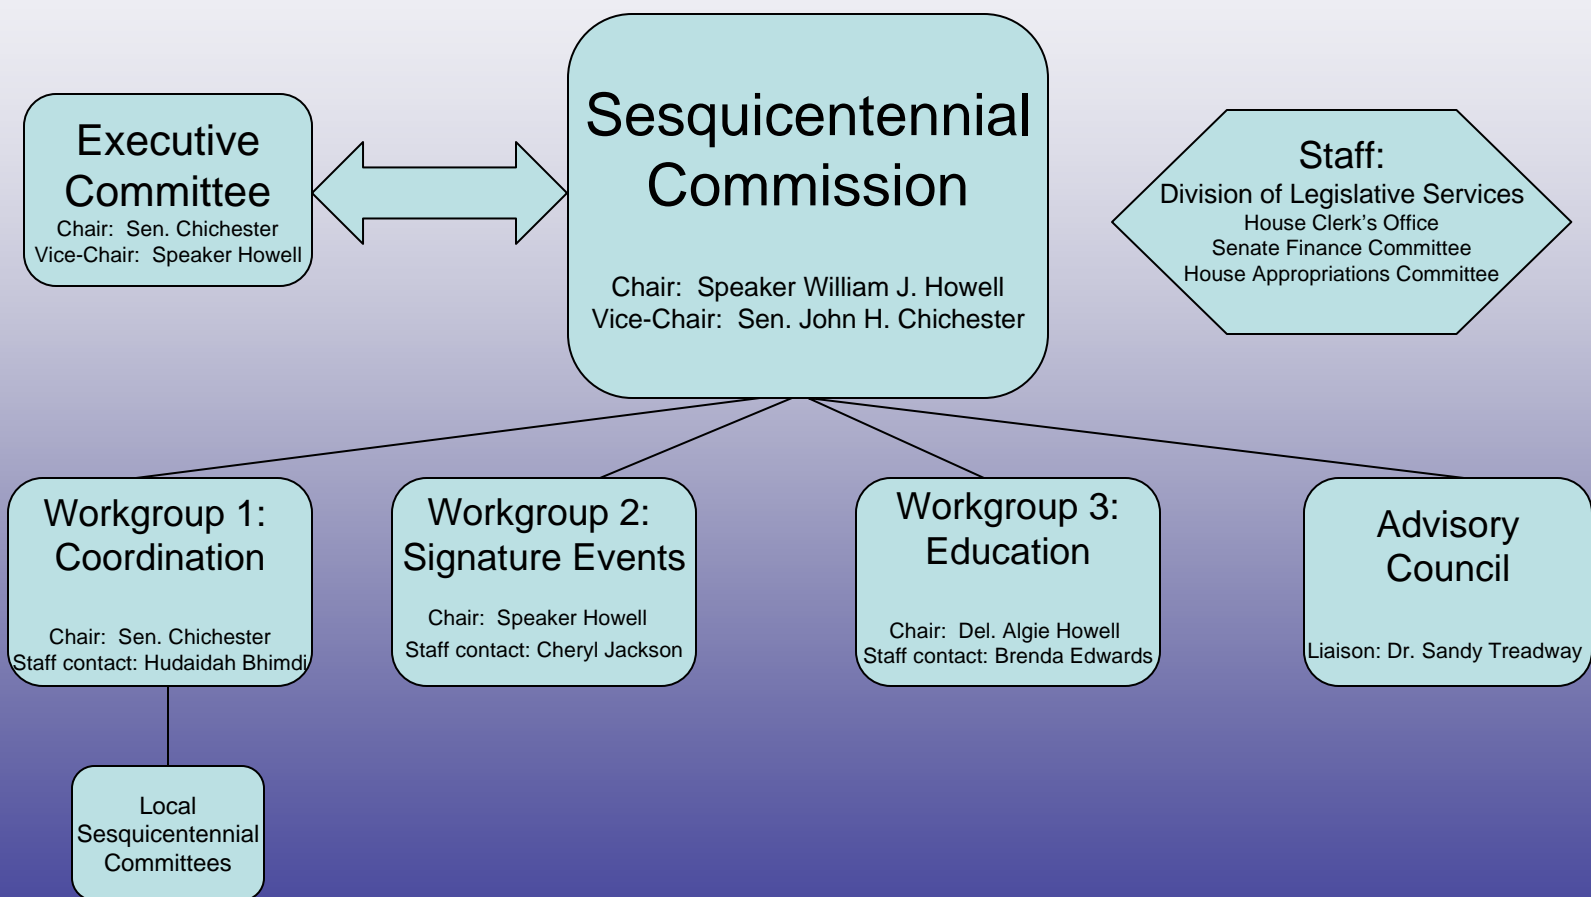 Sesquicentennial
Commission
Chair: Speaker William J. Howell
Vice-Chair: Sen. John H. Chichester
Executive
Committee
Chair: Sen. Chichester
Vice-Chair: Speaker Howell
Staff:
Division of Legislative Services
House Clerk’s Office
Senate Finance Committee
House Appropriations Committee
Workgroup 1:
Coordination
Chair: Sen. Chichester
Staff contact: Hudaidah Bhimdi
Workgroup 2:
Signature Events
Chair: Speaker Howell
Staff contact: Cheryl Jackson
Workgroup 3:
Education
Chair: Del. Algie Howell
Staff contact: Brenda Edwards
Advisory
Council
Liaison: Dr. Sandy Treadway
Local
Sesquicentennial
Committees